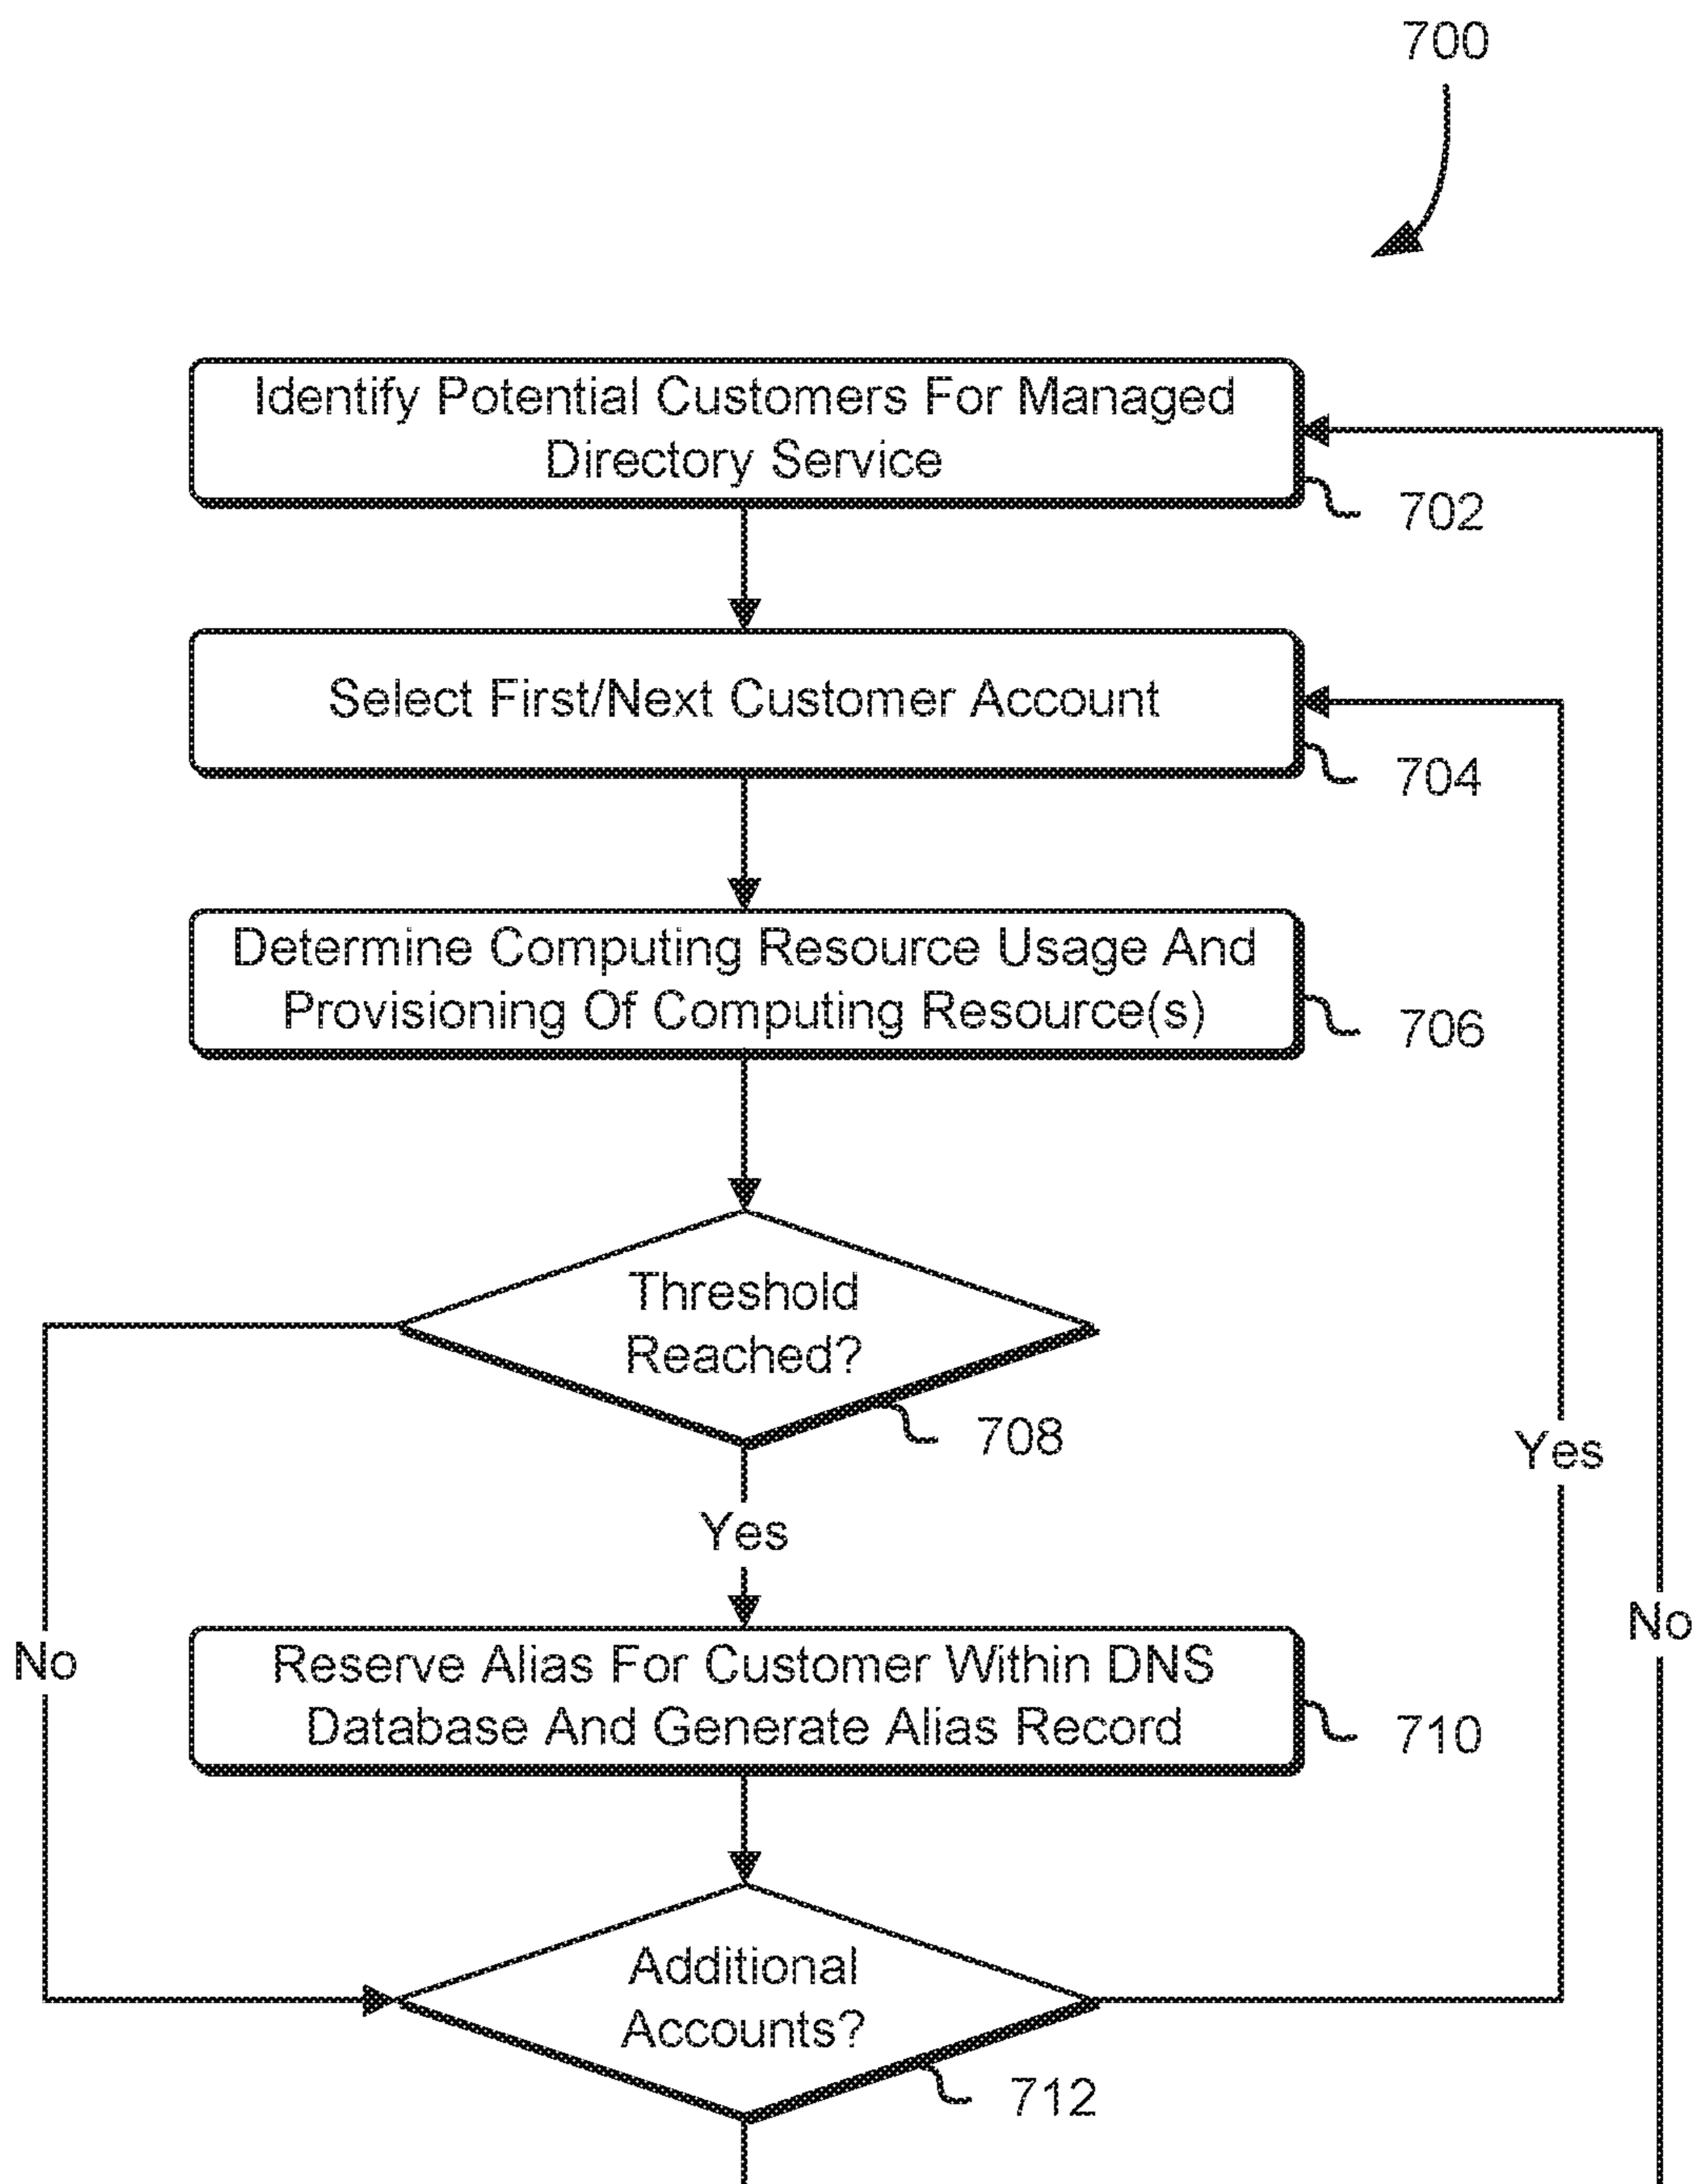 700
Identify Potential Customers For Managed
Directory Service
702
Select First/Next Customer Account
704
Determine Computing Resource Usage And
Provisioning Of Computing Resource(s)
706
Threshold
Reached?
708
Yes
Yes
No
No
Reserve Alias For Customer Within DNS
Database And Generate Alias Record
710
Additional
Accounts?
712